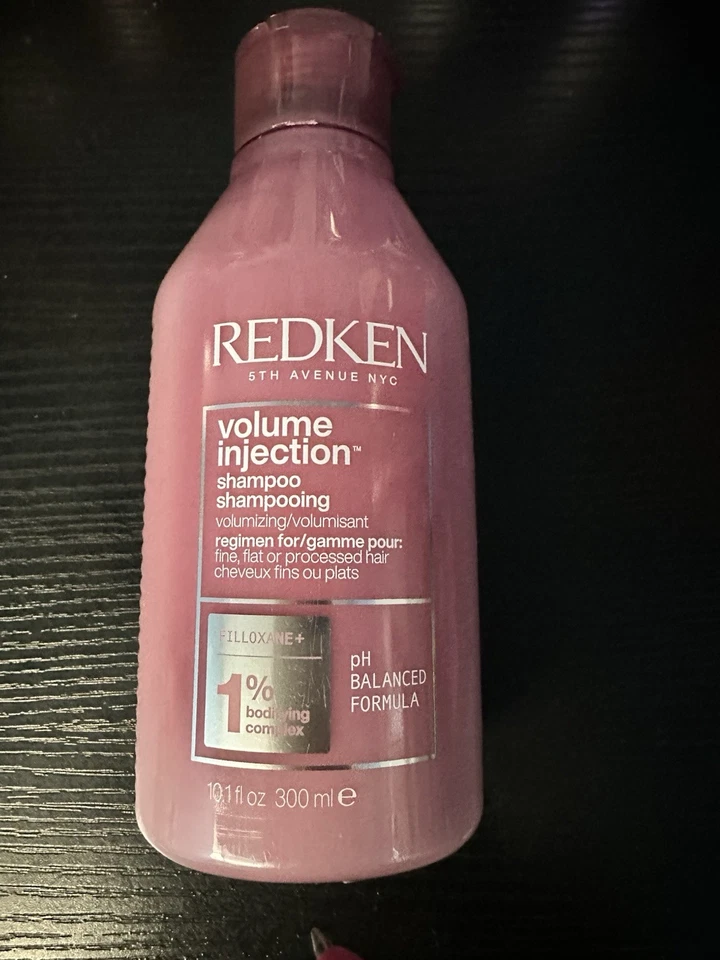 REDKEN
5TH AVENUE NYC
volume
injection™
shampoo
shampooing
volumizing/volumisant
regimen for/gamme pour:
fine, flat or processed hair
cheveux fins ou plats
FILLOXANE+
1%
bodifying
complex
pH
BALANCED
FORMULA
10.1 fl oz 300 ml e